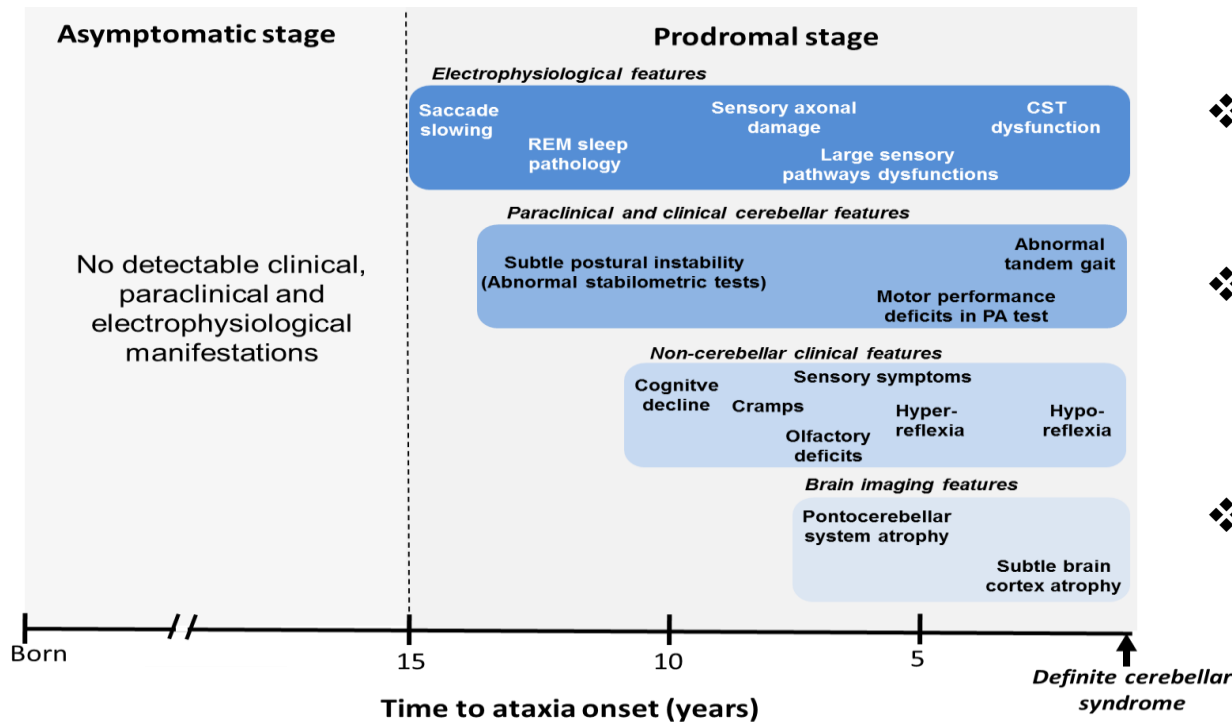 Asymptomatic stage
Prodromal stage
Electrophysiological features
Saccade
slowing
REM sleep
pathology
Sensory axonal
damage
Large sensory
pathways dysfunctions
CST
dysfunction
Paraclinical and clinical cerebellar features
Subtle postural instability
(Abnormal stabilometric tests)
Motor performance
deficits in PA test
Abnormal
tandem gait
No detectable clinical,
paraclinical and
electrophysiological
manifestations
Non-cerebellar clinical features
Cognitve
decline
Cramps
Sensory symptoms
Olfactory
deficits
Hyper-
reflexia
Hypo-
reflexia
Brain imaging features
Pontocerebellar
system atrophy
Subtle brain
cortex atrophy
Born
15
10
5
Time to ataxia onset (years)
Definite cerebellar
syndrome